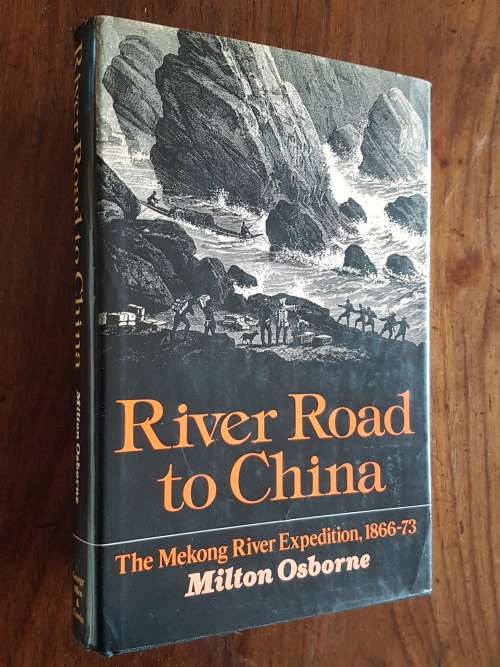 River Road to China
Milton Osborne
River Road
to China
The Mekong River Expedition, 1866-73
Milton Osborne